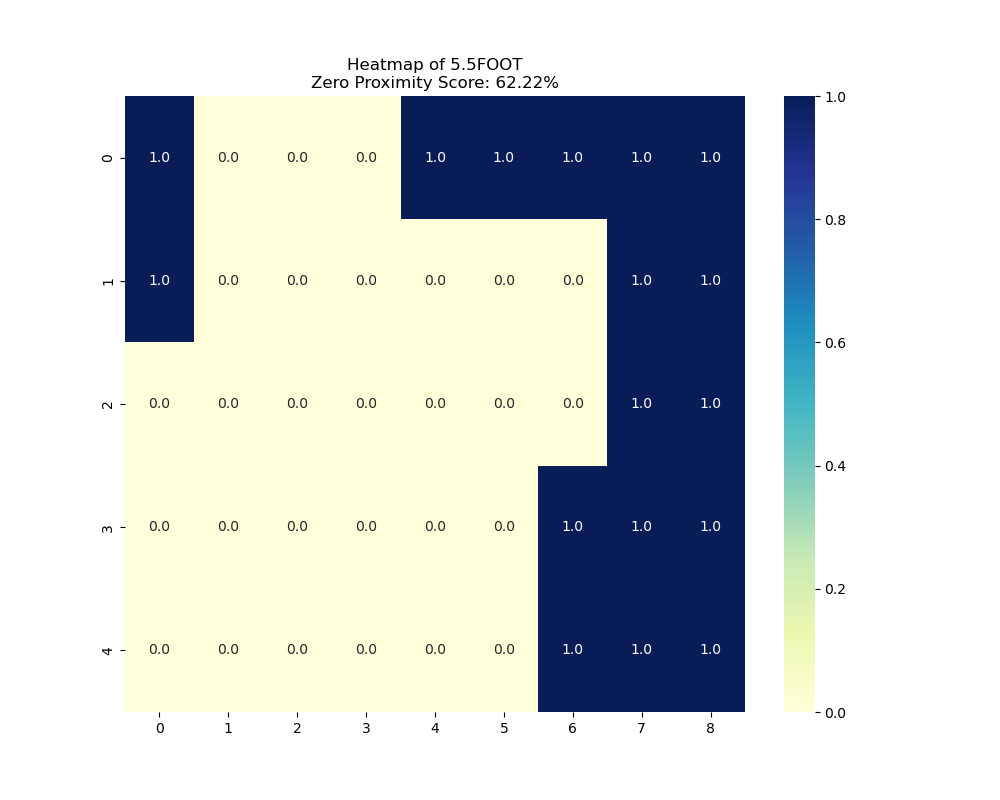 Heatmap of 5.5FOOT
Zero Proximity Score: 62.22%
0 1.0 0.0 0.0 0.0 1.0 1.0 1.0 1.0 1.0
1 1.0 0.0 0.0 0.0 0.0 0.0 0.0 1.0 1.0
2 0.0 0.0 0.0 0.0 0.0 0.0 0.0 1.0 1.0
3 0.0 0.0 0.0 0.0 0.0 0.0 1.0 1.0 1.0
4 0.0 0.0 0.0 0.0 0.0 0.0 1.0 1.0 1.0
0 1 2 3 4 5 6 7 8
1.0
0.8
0.6
0.4
0.2
0.0